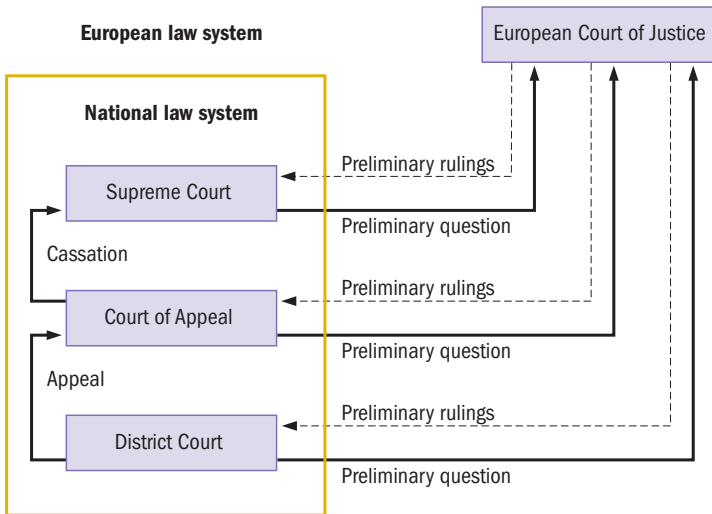 European law system
European Court of Justice
National law system
Preliminary rulings
Supreme Court
Preliminary question
Cassation
Preliminary rulings
Court of Appeal
Preliminary question
Appeal
Preliminary rulings
District Court
Preliminary question